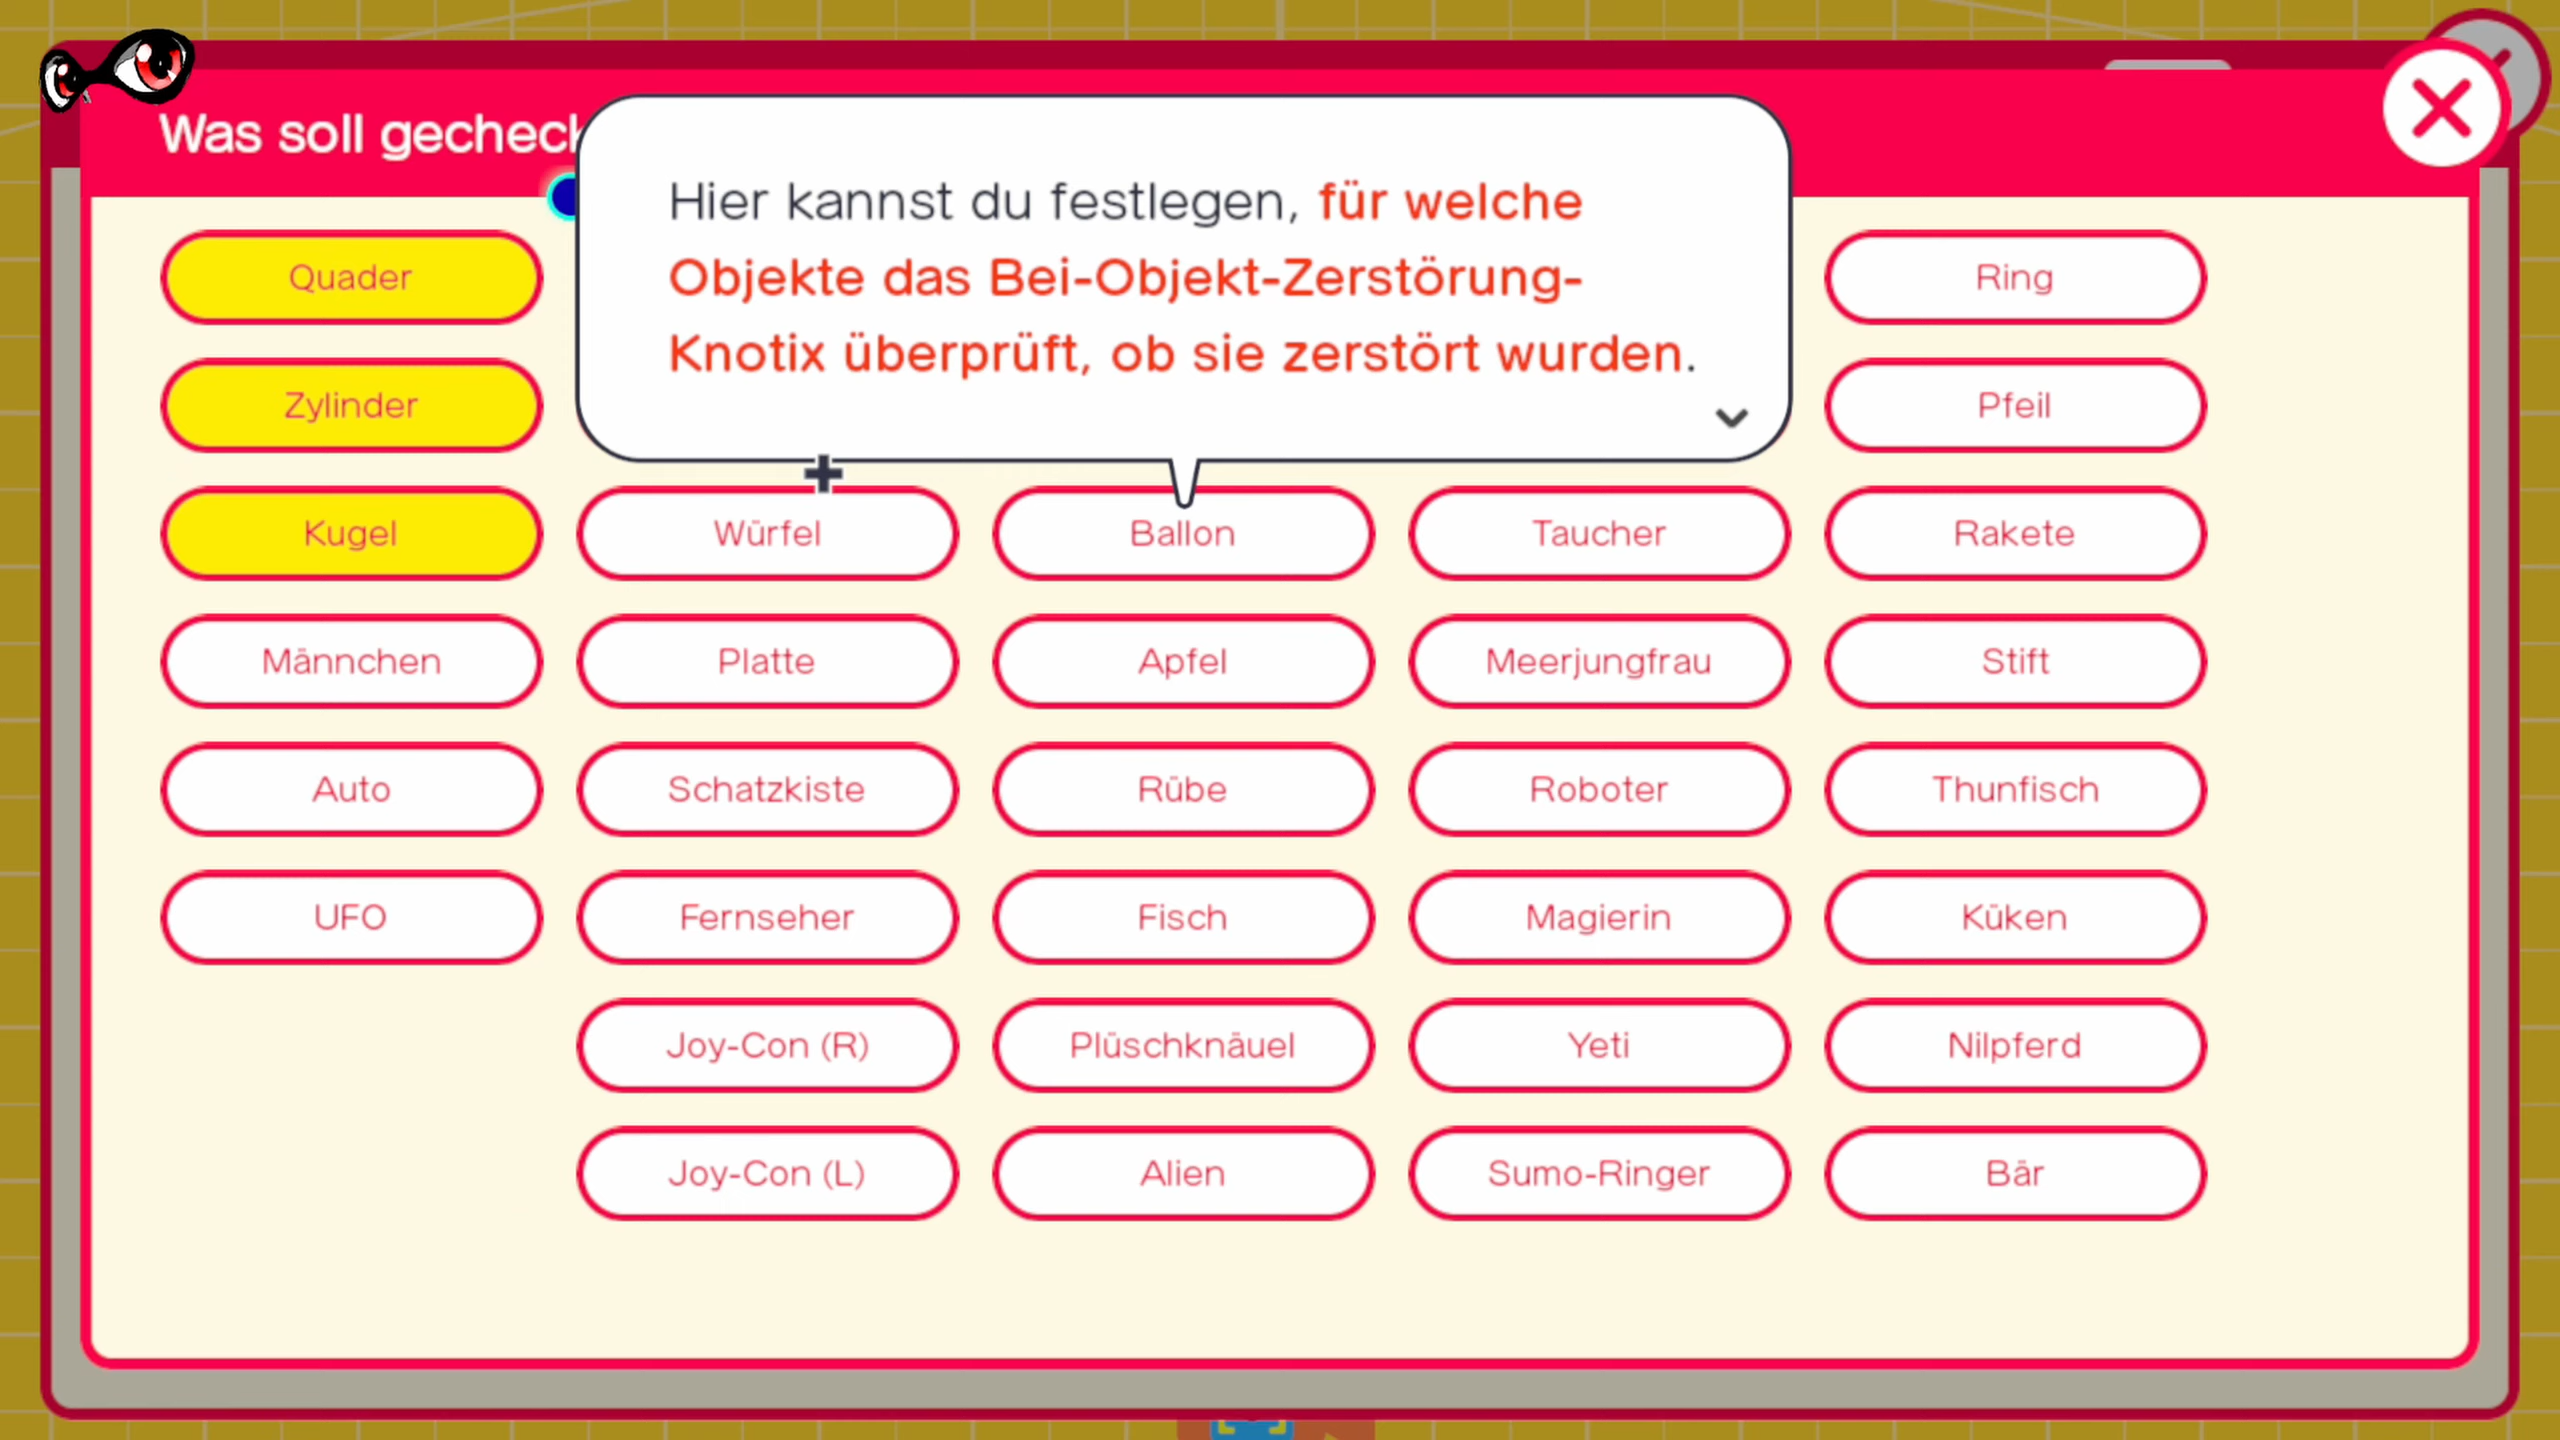 Was soll gecheck
Hier kannst du festlegen, für welche
Objekte das Bei-Objekt-Zerstörung-
Knotix überprüft, ob sie zerstört wurden.
Quader
Ring
Zylinder
Pfeil
Kugel
Würfel
Ballon
Taucher
Rakete
Männchen
Platte
Apfel
Meerjungfrau
Stift
Auto
Schatzkiste
Rübe
Roboter
Thunfisch
UFO
Fernseher
Fisch
Magierin
Küken
Joy-Con (R)
Plüschknäuel
Yeti
Nilpferd
Joy-Con (L)
Alien
Sumo-Ringer
Bär